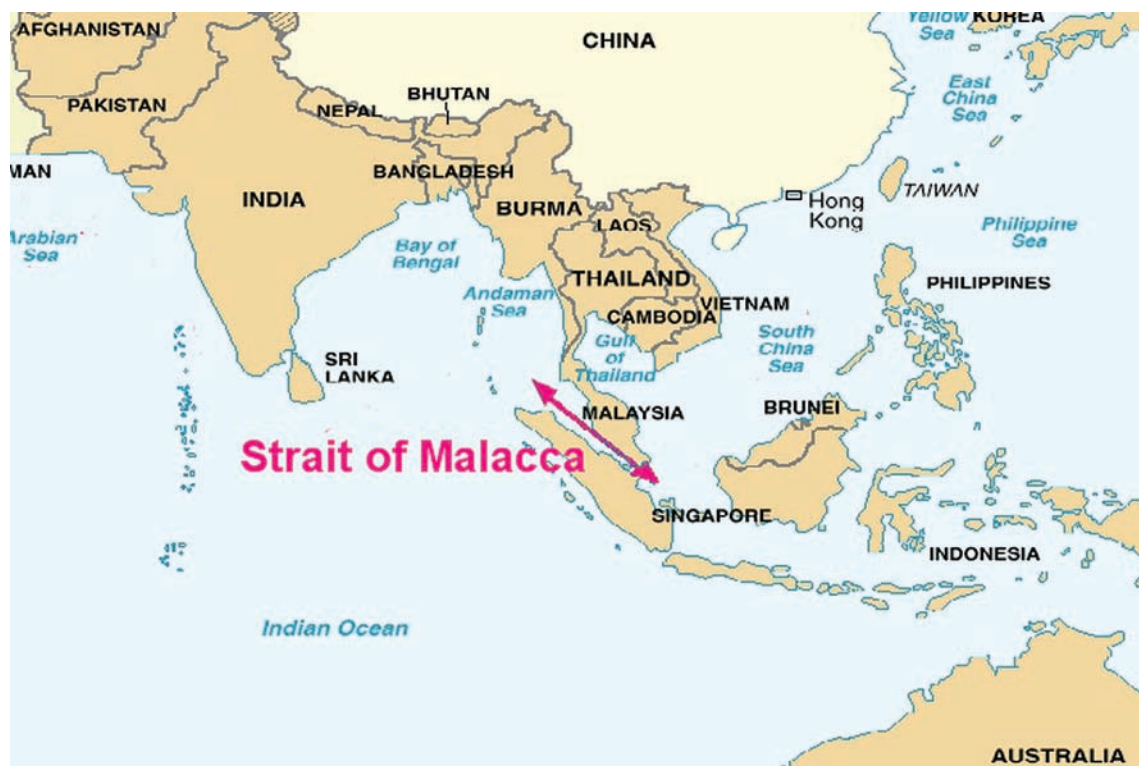 AFGHANISTAN
CHINA
Yellow
Sea
KOREA
PAKISTAN
NEPAL
BHUTAN
East
China
Sea
MAN
BANGLADESH
INDIA
BURMA
LAOS
Hong
Kong
TAIWAN
Arabian
Sea
Bay of
Bengal
Philippine
Sea
THAILAND
Andaman
Sea
VIETNAM
CAMBODIA
PHILIPPINES
South
China
Sea
Gulf
of
Thailand
SRI
LANKA
MALAYSIA
BRUNEI
Strait of Malacca
SINGAPORE
INDONESIA
Indian Ocean
AUSTRALIA